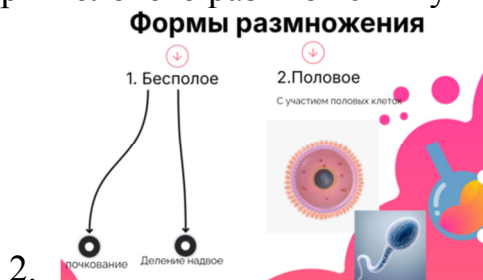 Формы размножения
1. Бесполое
2.Половое
С участием половых клеток
почкование
Деление надвое
2.